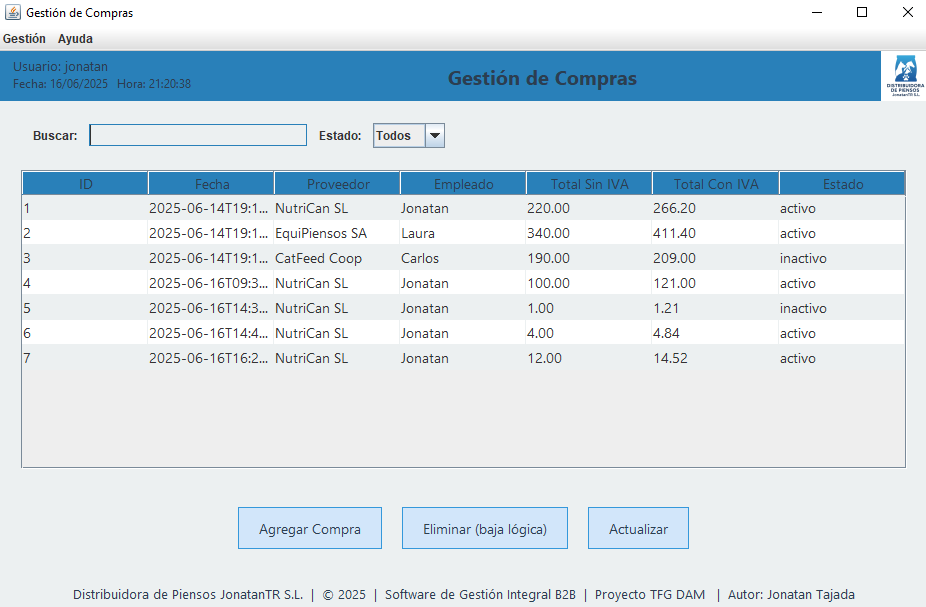 Gestión de Compras
Gestión Ayuda
Usuario: jonatan
Fecha: 16/06/2025 Hora: 21:20:38
Gestión de Compras
DISTRIBUIDORA
DE PIENSOS
JonatanTR S.L.
Buscar: Estado: Todos
ID Fecha Proveedor Empleado Total Sin IVA Total Con IVA Estado
1 2025-06-14T19:1... NutriCan SL Jonatan 220.00 266.20 activo
2 2025-06-14T19:1... EquiPiensos SA Laura 340.00 411.40 activo
3 2025-06-14T19:1... CatFeed Coop Carlos 190.00 209.00 inactivo
4 2025-06-16T09:3... NutriCan SL Jonatan 100.00 121.00 activo
5 2025-06-16T14:3... NutriCan SL Jonatan 1.00 1.21 inactivo
6 2025-06-16T14:4... NutriCan SL Jonatan 4.00 4.84 activo
7 2025-06-16T16:2... NutriCan SL Jonatan 12.00 14.52 activo
Agregar Compra Eliminar (baja lógica) Actualizar
Distribuidora de Piensos JonatanTR S.L. | © 2025 | Software de Gestión Integral B2B | Proyecto TFG DAM | Autor: Jonatan Tajada